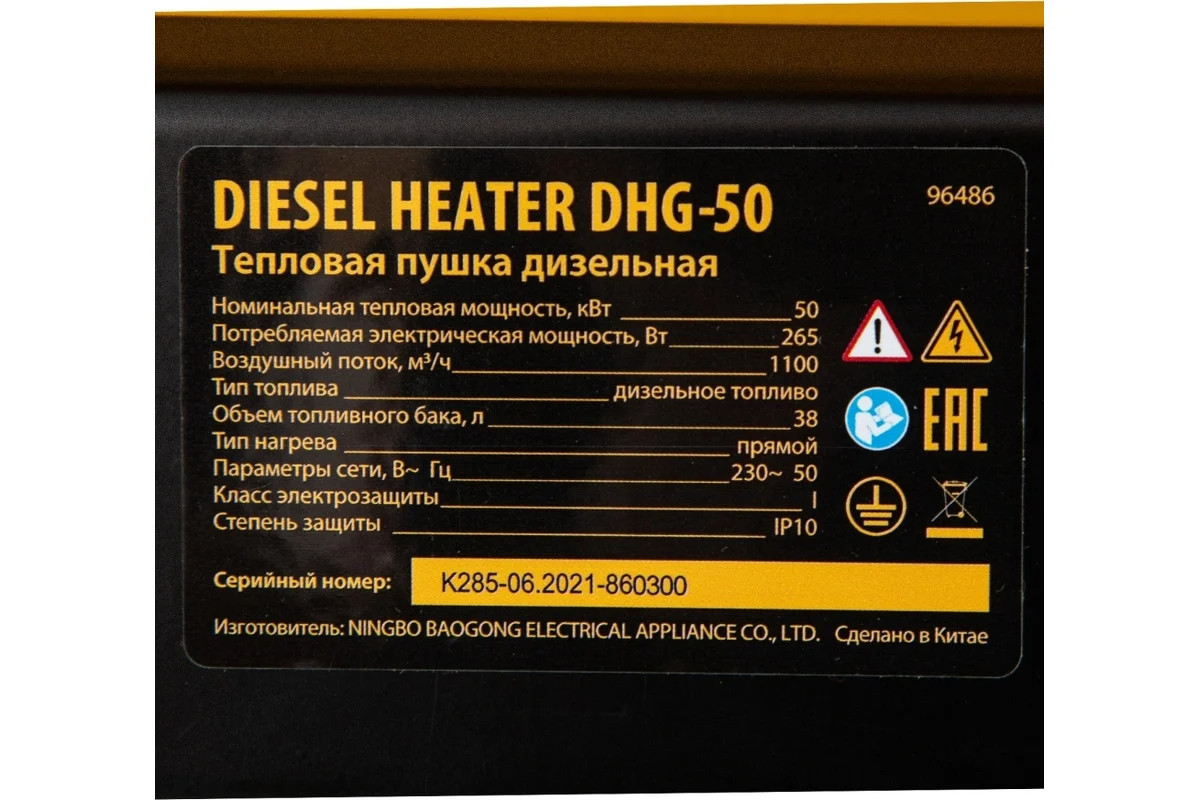 DIESEL HEATER DHG-50 96486
Тепловая пушка дизельная
Номинальная тепловая мощность, кВт 50
Потребляемая электрическая мощность, Вт 265
Воздушный поток, м³/ч 1100
Тип топлива дизельное топливо
Объем топливного бака, л 38
Тип нагрева прямой
Параметры сети, В~ Гц 230~ 50
Класс электрозащиты I
Степень защиты IP10
EAC
Серийный номер: K285-06.2021-860300
Изготовитель: NINGBO BAOGONG ELECTRICAL APPLIANCE CO., LTD. Сделано в Китае